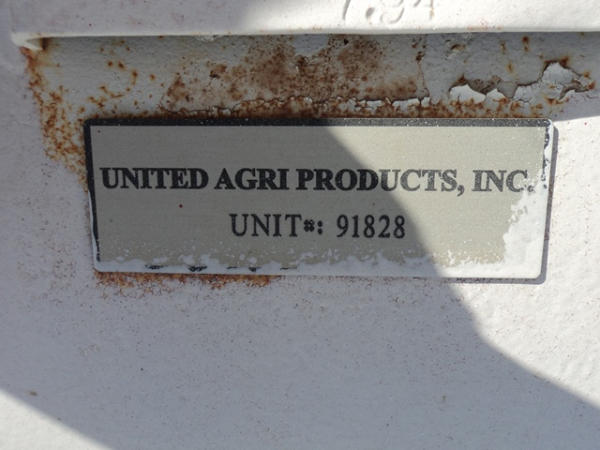 UNITED AGRI PRODUCTS, INC.
UNIT#: 91828